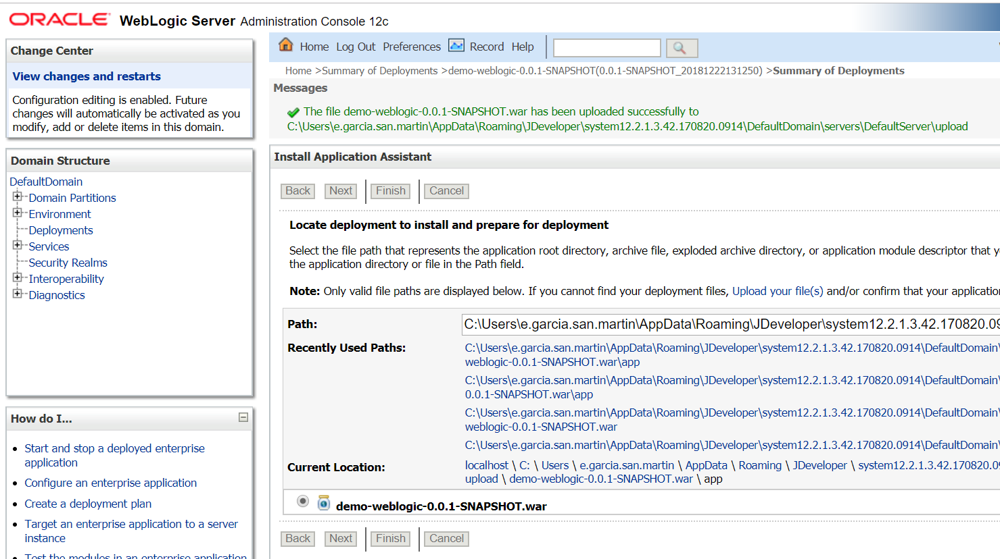 ORACLE WebLogic Server Administration Console 12c
Change Center
View changes and restarts
Configuration editing is enabled. Future
changes will automatically be activated as you
modify, add or delete items in this domain.
Domain Structure
DefaultDomain
Domain Partitions
Environment
Deployments
Services
Security Realms
Interoperability
Diagnostics
How do I...
Start and stop a deployed enterprise
application
Configure an enterprise application
Create a deployment plan
Target an enterprise application to a server
instance
Test the modules in an enterprise application
Home Log Out Preferences Record Help
Home >Summary of Deployments >demo-weblogic-0.0.1-SNAPSHOT(0.0.1-SNAPSHOT_20181222131250) >Summary of Deployments
Messages
The file demo-weblogic-0.0.1-SNAPSHOT.war has been uploaded successfully to
C:\Users\e.garcia.san.martin\AppData\Roaming\JDeveloper\system12.2.1.3.42.170820.0914\DefaultDomain\servers\DefaultServer\upload
Install Application Assistant
Back Next Finish Cancel
Locate deployment to install and prepare for deployment
Select the file path that represents the application root directory, archive file, exploded archive directory, or application module descriptor that
the application directory or file in the Path field.
Note: Only valid file paths are displayed below. If you cannot find your deployment files, Upload your file(s) and/or confirm that your
Path: C:\Users\e.garcia.san.martin\AppData\Roaming\JDeveloper\system12.2.1.3.42.170820.09
Recently Used Paths: C:\Users\e.garcia.san.martin\AppData\Roaming\JDeveloper\system12.2.1.3.42.170820.0914\DefaultDomain\
weblogic-0.0.1-SNAPSHOT.war\app
C:\Users\e.garcia.san.martin\AppData\Roaming\JDeveloper\system12.2.1.3.42.170820.0914\DefaultDomain\
0.0.1-SNAPSHOT.war\app
C:\Users\e.garcia.san.martin\AppData\Roaming\JDeveloper\system12.2.1.3.42.170820.0914\DefaultDomain\
weblogic-0.0.1-SNAPSHOT.war
C:\Users\e.garcia.san.martin\AppData\Roaming\JDeveloper\system12.2.1.3.42.170820.0914\DefaultDomain\
Current Location: localhost \ C: \ Users \ e.garcia.san.martin \ AppData \ Roaming \ JDeveloper \ system12.2.1.3.42.170820.09
upload \ demo-weblogic-0.0.1-SNAPSHOT.war \ app
demo-weblogic-0.0.1-SNAPSHOT.war
Back Next Finish Cancel